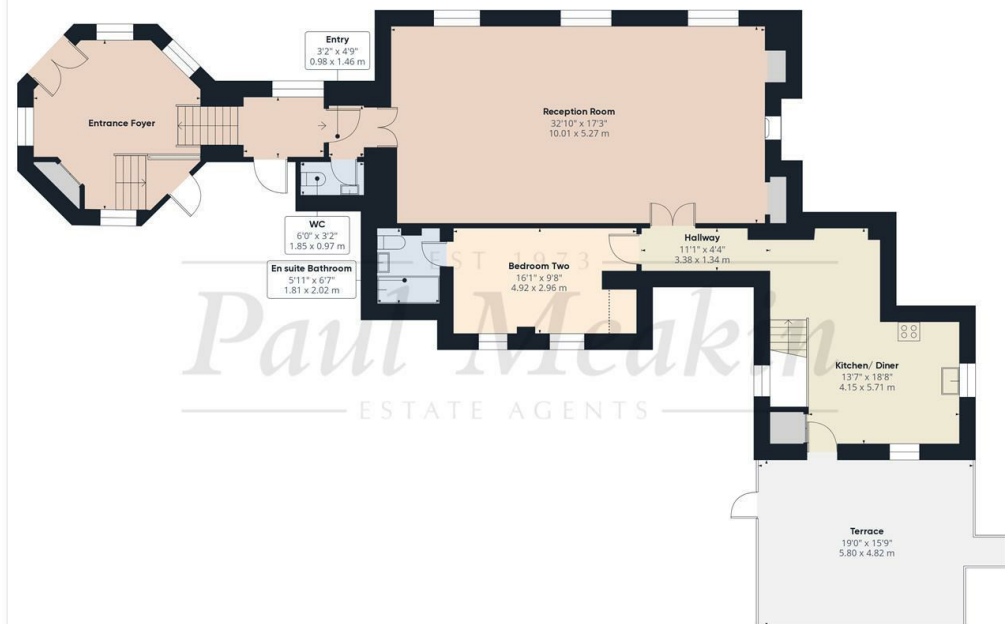 Entry
3'2" x 4'9"
0.98 x 1.46 m
Entrance Foyer
Reception Room
32'10" x 17'3"
10.01 x 5.27 m
WC
6'0" x 3'2"
1.85 x 0.97 m
Hallway
11'1" x 4'4"
3.38 x 1.34 m
En suite Bathroom
5'11" x 6'7"
1.81 x 2.02 m
EST 1973
Bedroom Two
16'1" x 9'8"
4.92 x 2.96 m
Paul Meakin
Kitchen/ Diner
13'7" x 18'8"
4.15 x 5.71 m
ESTATE AGENTS
Terrace
19'0" x 15'9"
5.80 x 4.82 m